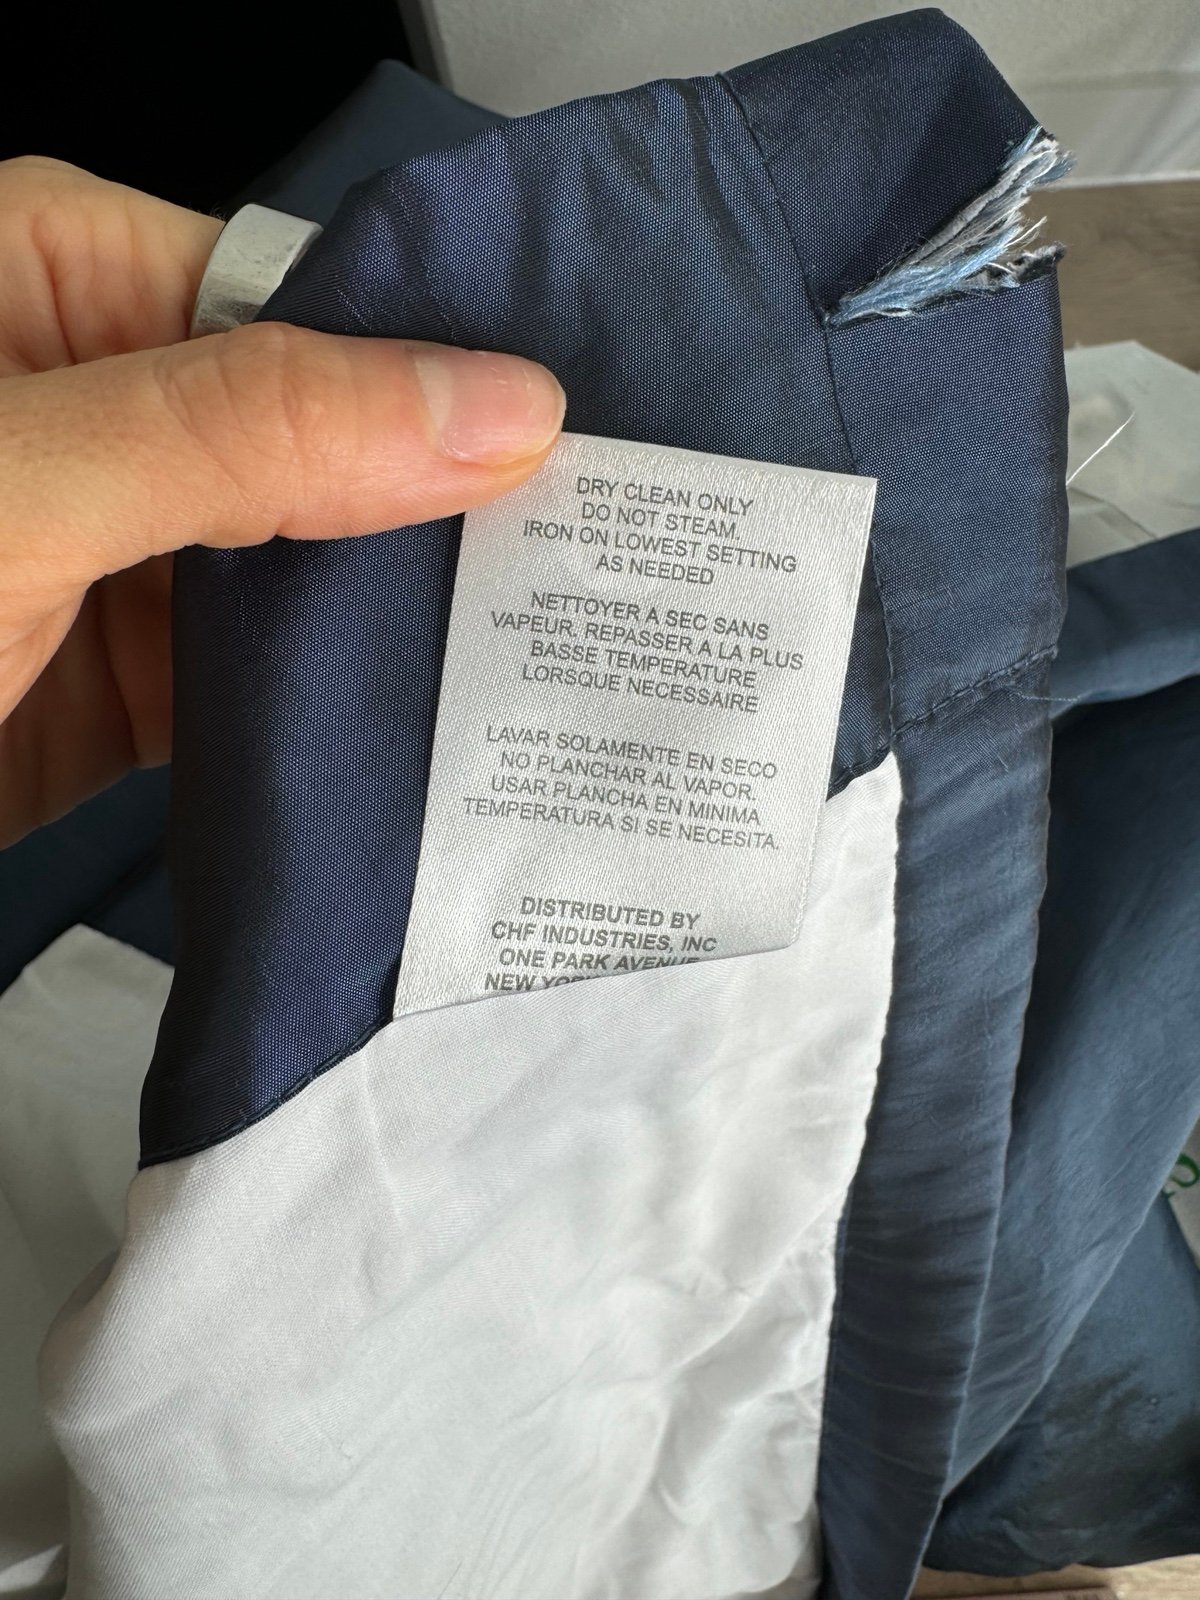 DRY CLEAN ONLY
DO NOT STEAM.
IRON ON LOWEST SETTING
AS NEEDED
NETTOYER A SEC SANS
VAPEUR. REPASSER A LA PLUS
BASSE TEMPERATURE
LORSQUE NECESSAIRE
LAVAR SOLAMENTE EN SECO
NO PLANCHAR AL VAPOR.
USAR PLANCHA EN MINIMA
TEMPERATURA SI SE NECESITA.
DISTRIBUTED BY
CHF INDUSTRIES, INC
ONE PARK AVENUE
NEW